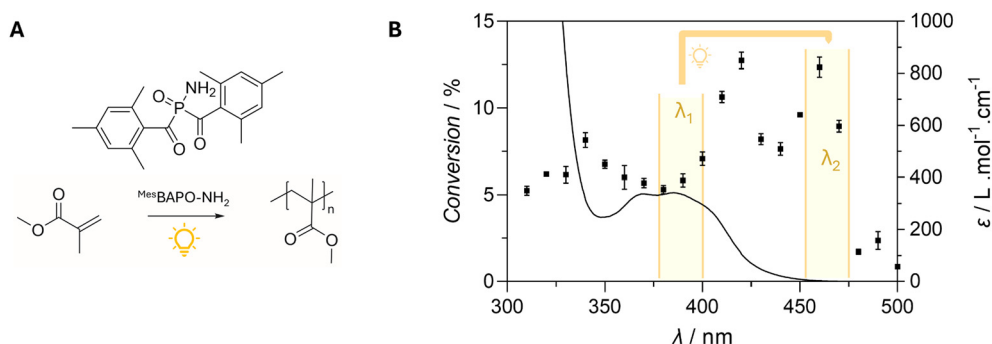 A
O
NH₂
P
O
O
O
O
ᴹᵉˢBAPO-NH₂
n
O
O
B
15
10
5
0
Conversion / %
310
350
400
450
500
λ / nm
λ₁
λ₂
1000
800
600
400
200
0
ε / L .mol⁻¹.cm⁻¹